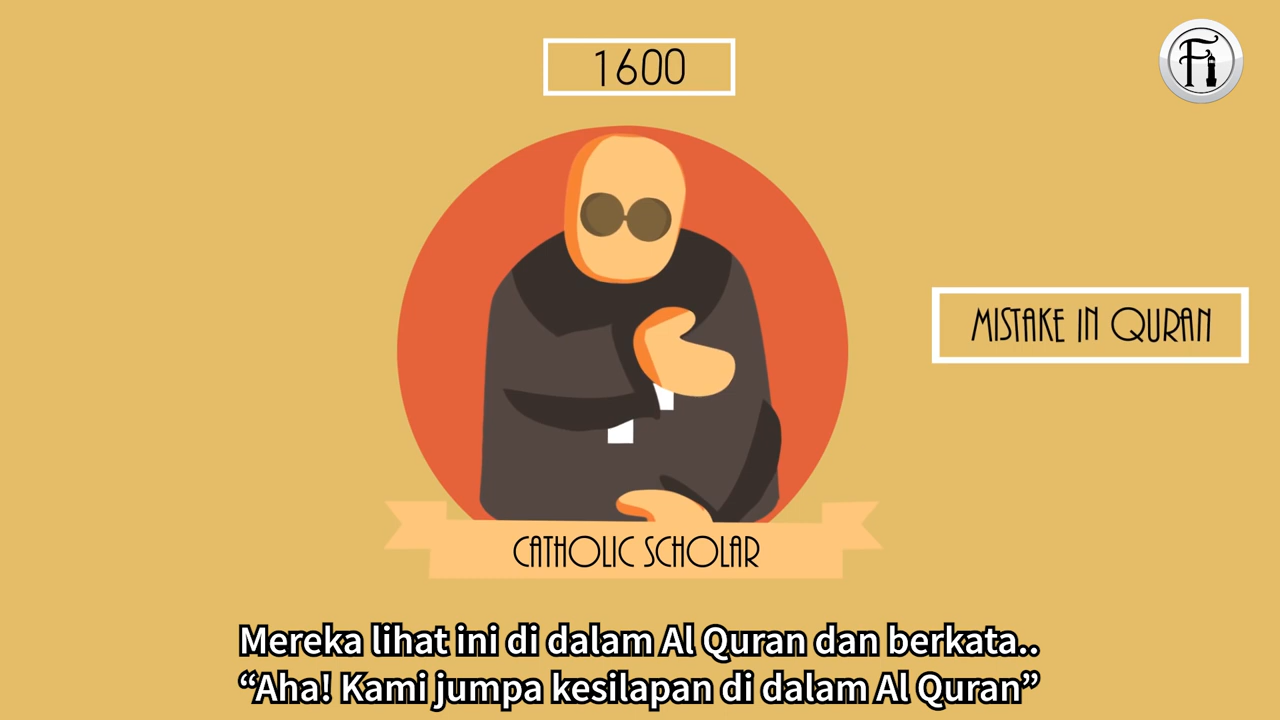 1600
Fi
MISTAKE IN QURAN
CATHOLIC SCHOLAR
Mereka lihat ini di dalam Al Quran dan berkata..
“Aha! Kami jumpa kesilapan di dalam Al Quran”